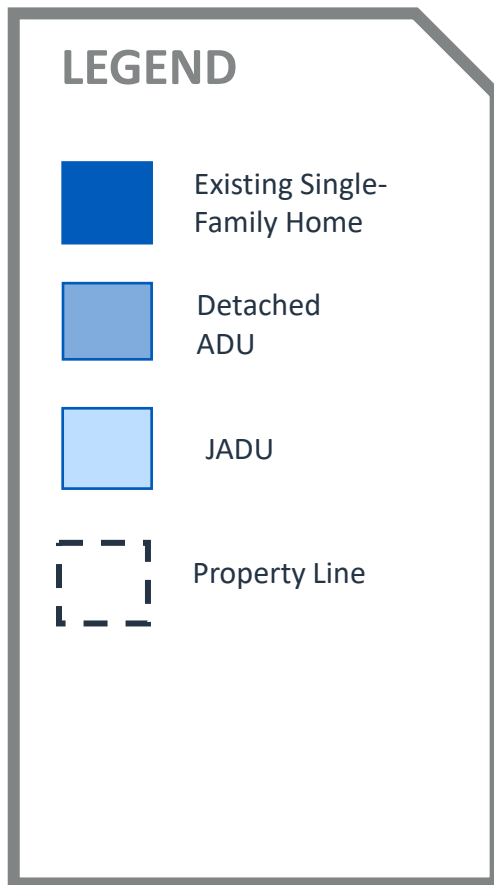 LEGEND
Existing Single-
Family Home
Detached
ADU
JADU
Property Line